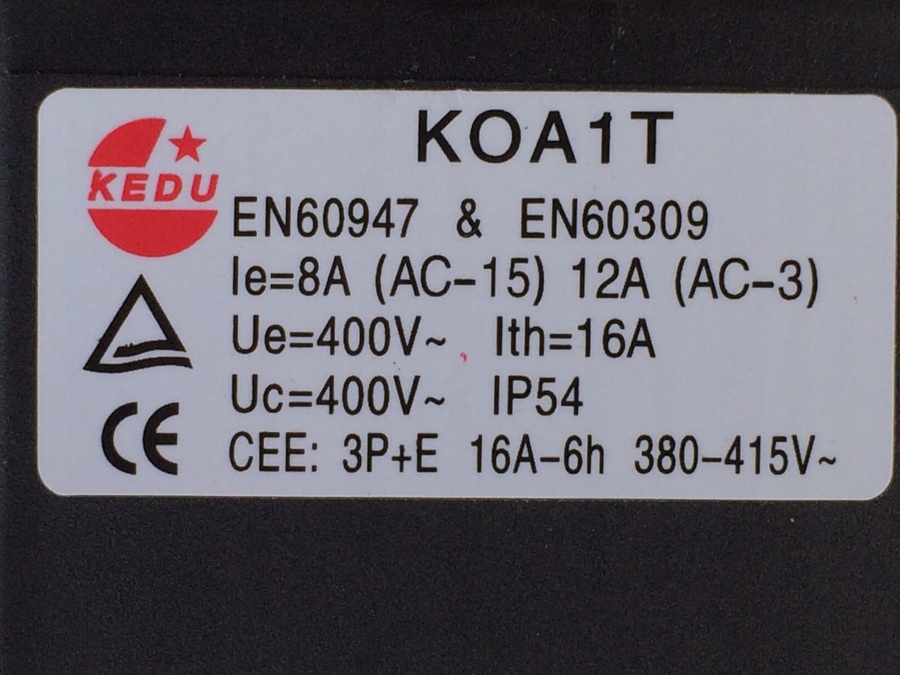 KOA1T
KEDU
EN60947 & EN60309
Ie=8A (AC-15) 12A (AC-3)
Ue=400V~ Ith=16A
Uc=400V~ IP54
CE
CEE: 3P+E 16A-6h 380-415V~